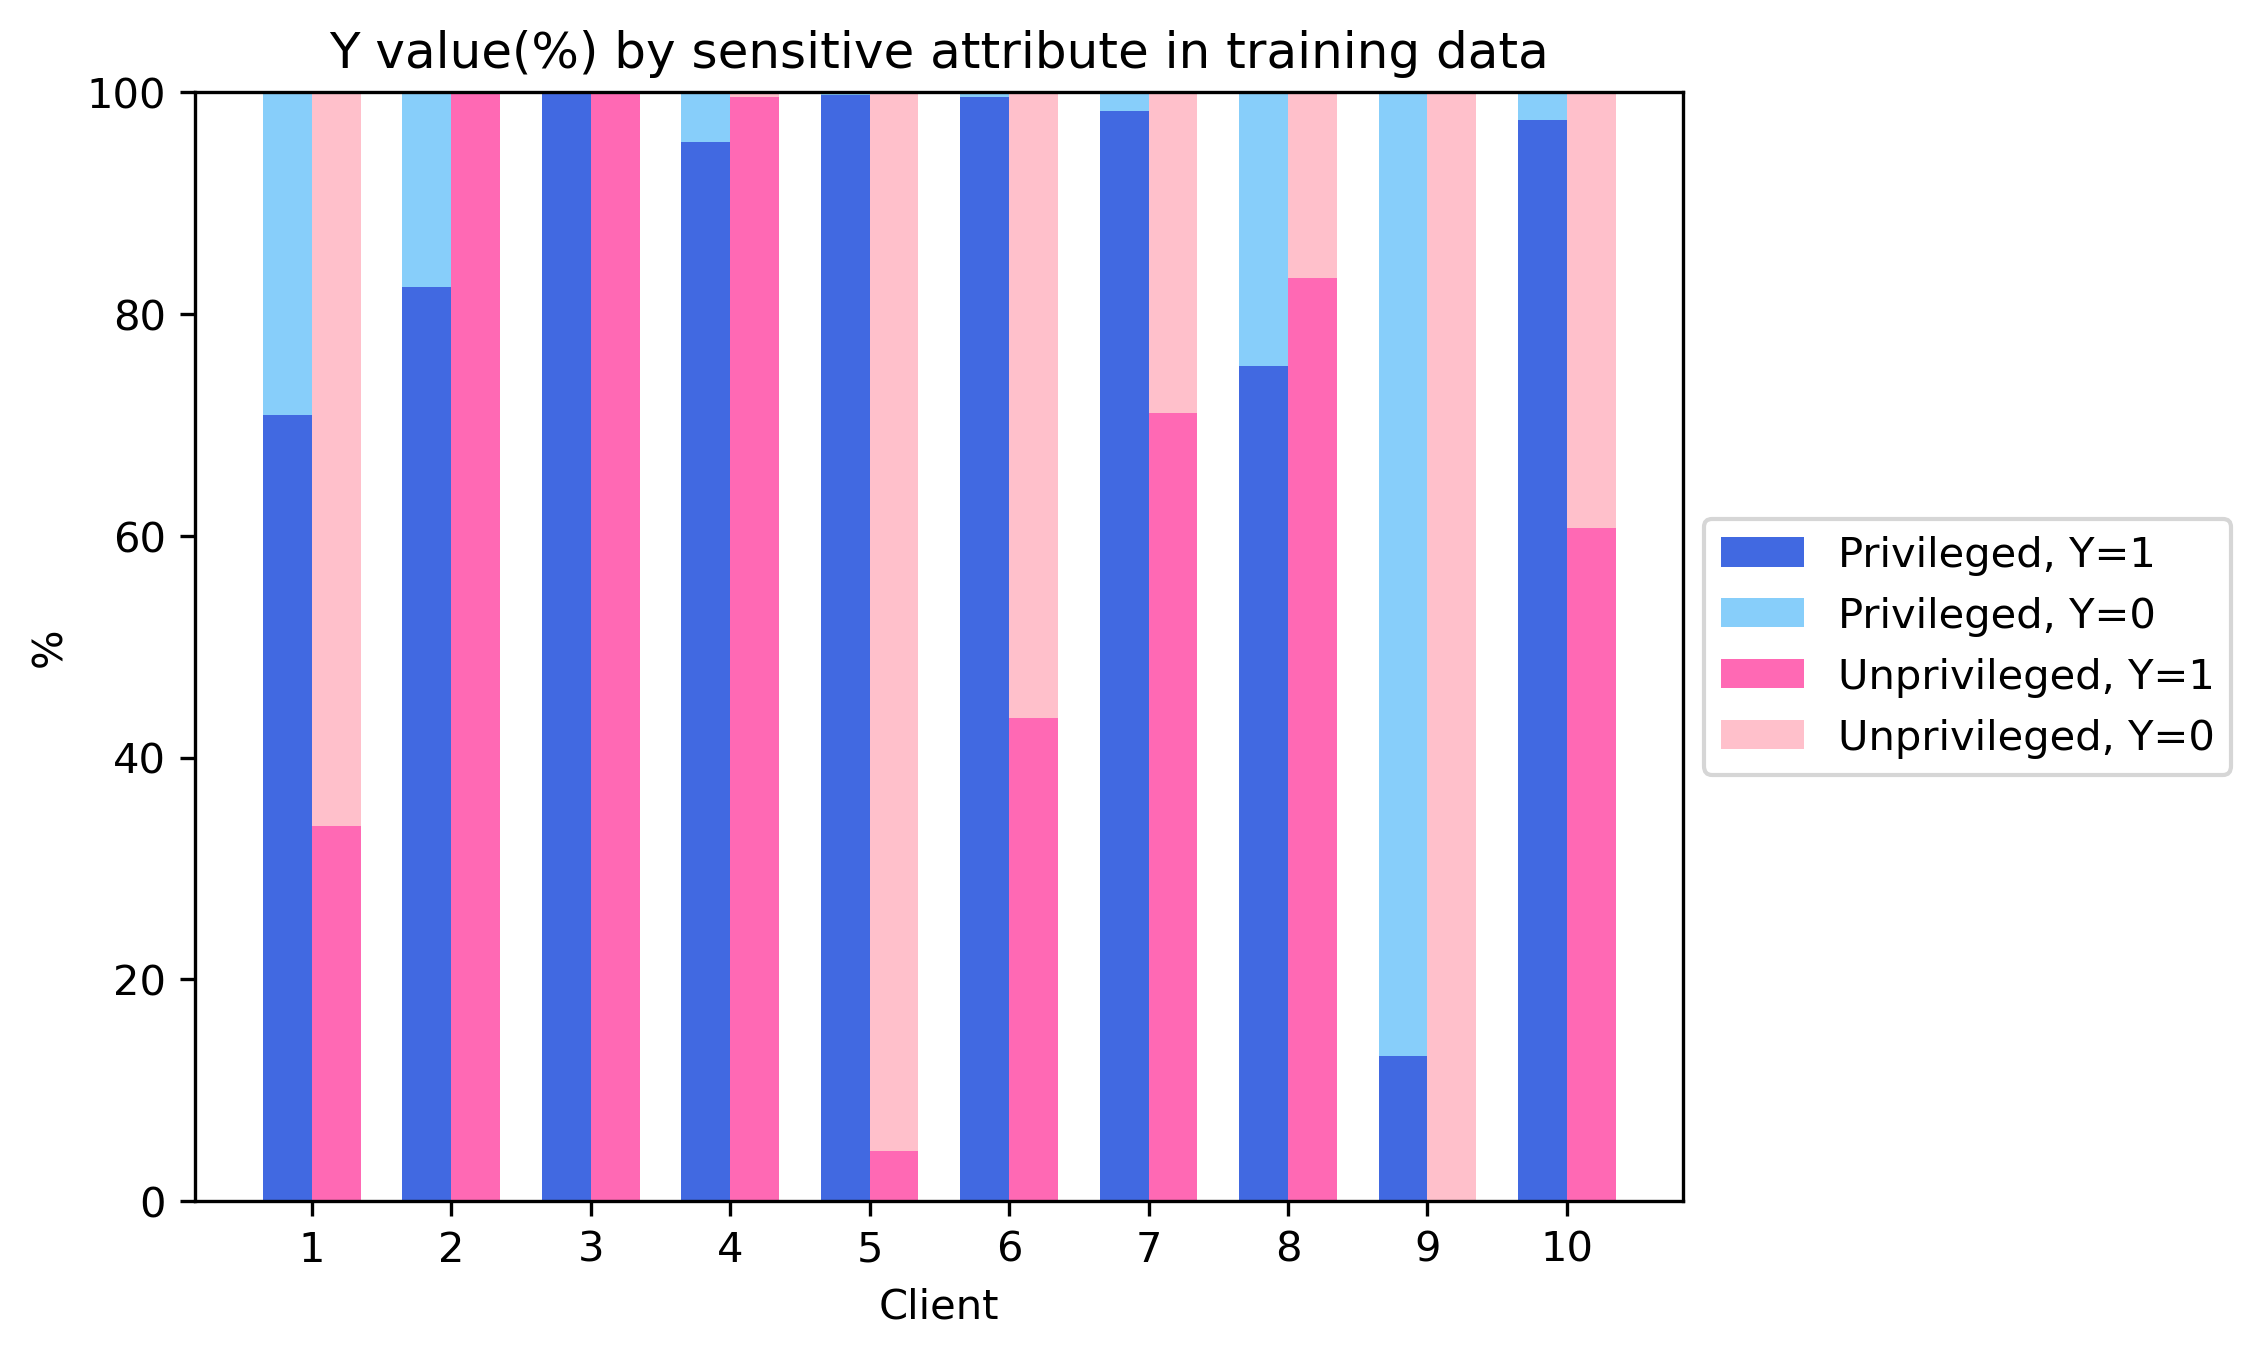 Y value(%) by sensitive attribute in training data
100
80
60
40
20
0
%
1 2 3 4 5 6 7 8 9 10
Client
Privileged, Y=1
Privileged, Y=0
Unprivileged, Y=1
Unprivileged, Y=0